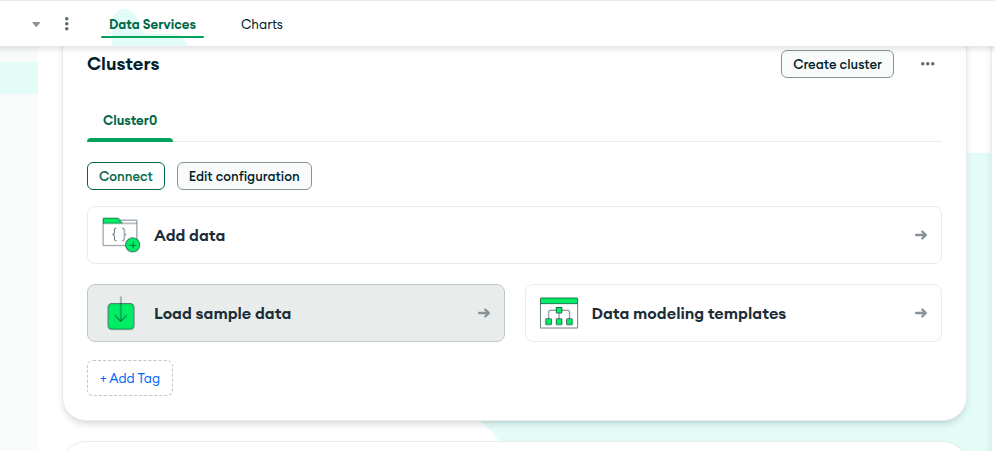 Data Services Charts
Clusters Create cluster
Cluster0
Connect Edit configuration
{ } Add data
Load sample data Data modeling templates
+ Add Tag